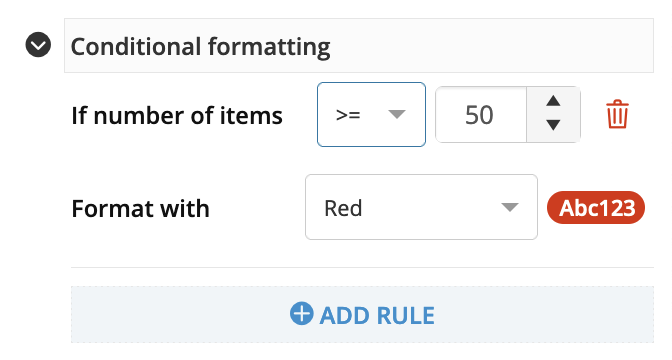 Conditional formatting
If number of items >= 50
Format with Red Abc123
ADD RULE